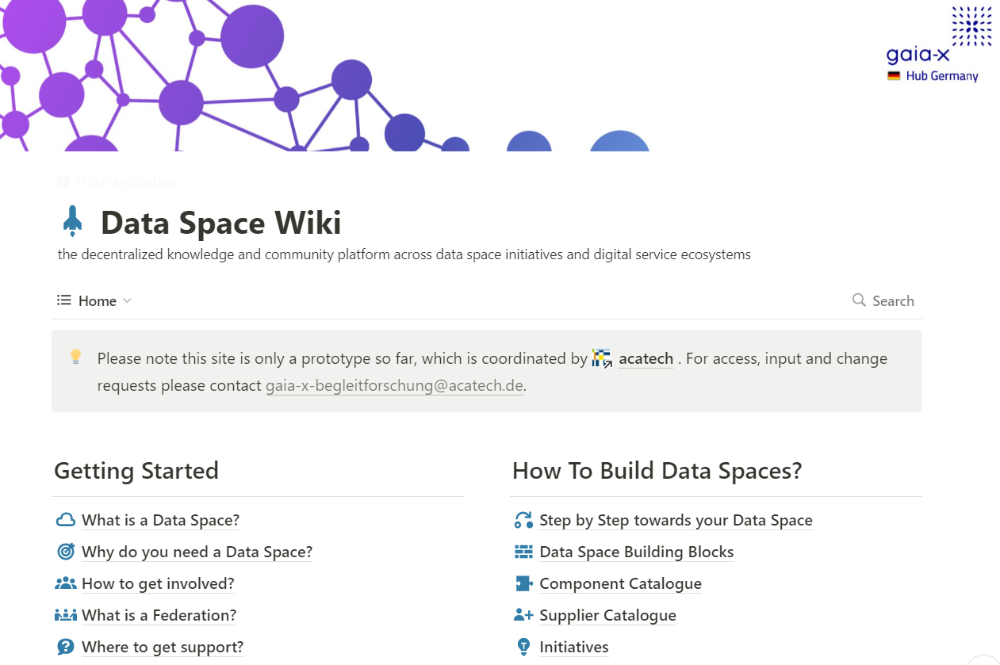 gaia-x
Hub Germany
Hide description
Data Space Wiki
the decentralized knowledge and community platform across data space initiatives and digital service ecosystems
Home
Search
Please note this site is only a prototype so far, which is coordinated by acatech . For access, input and change
requests please contact gaia-x-begleitforschung@acatech.de.
Getting Started
What is a Data Space?
Why do you need a Data Space?
How to get involved?
What is a Federation?
Where to get support?
How To Build Data Spaces?
Step by Step towards your Data Space
Data Space Building Blocks
Component Catalogue
Supplier Catalogue
Initiatives